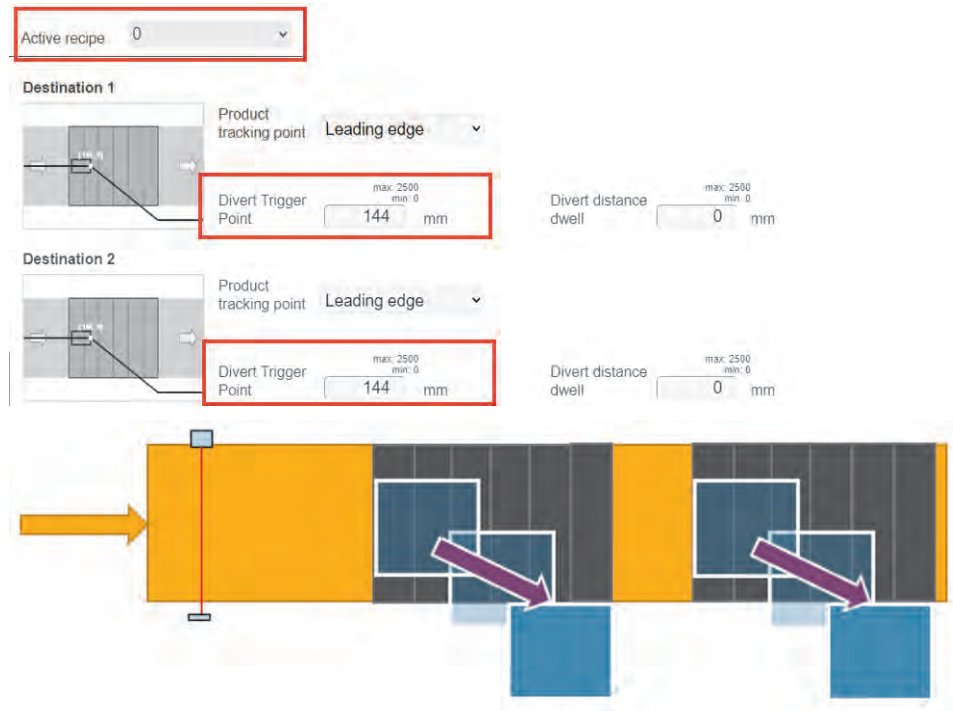 Active recipe 0
Destination 1
Product
tracking point Leading edge
max: 2500
min: 0
Divert Trigger
Point 144 mm
max: 2500
min: 0
Divert distance
dwell 0 mm
Destination 2
Product
tracking point Leading edge
max: 2500
min: 0
Divert Trigger
Point 144 mm
max: 2500
min: 0
Divert distance
dwell 0 mm